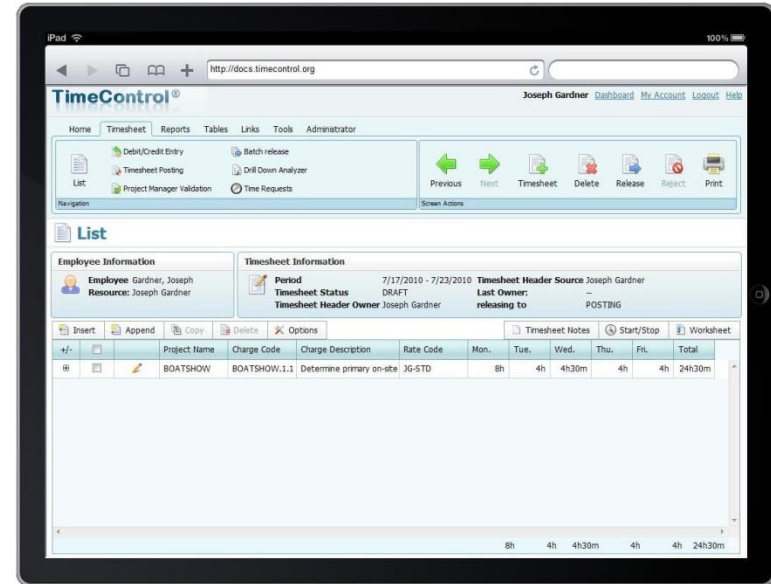 iPad 100%
http://docs.timecontrol.org
TimeControl® Joseph Gardner Dashboard My Account Logout Help
Home Timesheet Reports Tables Links Tools Administrator
List
Debit/Credit Entry Batch release
Timesheet Posting Drill Down Analyzer
Project Manager Validation Time Requests
Previous Next Timesheet Delete Release Reject Print
Navigation Screen Actions
List
Employee Information Timesheet Information
Employee Gardner, Joseph Period 7/17/2010 - 7/23/2010 Timesheet Header Source Joseph Gardner
Resource: Joseph Gardner Timesheet Status DRAFT Last Owner: --
Timesheet Header Owner Joseph Gardner releasing to POSTING
Insert Append Copy Delete Options Timesheet Notes Start/Stop Worksheet
+/- Project Name Charge Code Charge Description Rate Code Mon. Tue. Wed. Thu. Fri. Total
BOATSHOW BOATSHOW.1.1 Determine primary on-site JG-STD 8h 4h 4h30m 4h 4h 24h30m
8h 4h 4h30m 4h 4h 24h30m